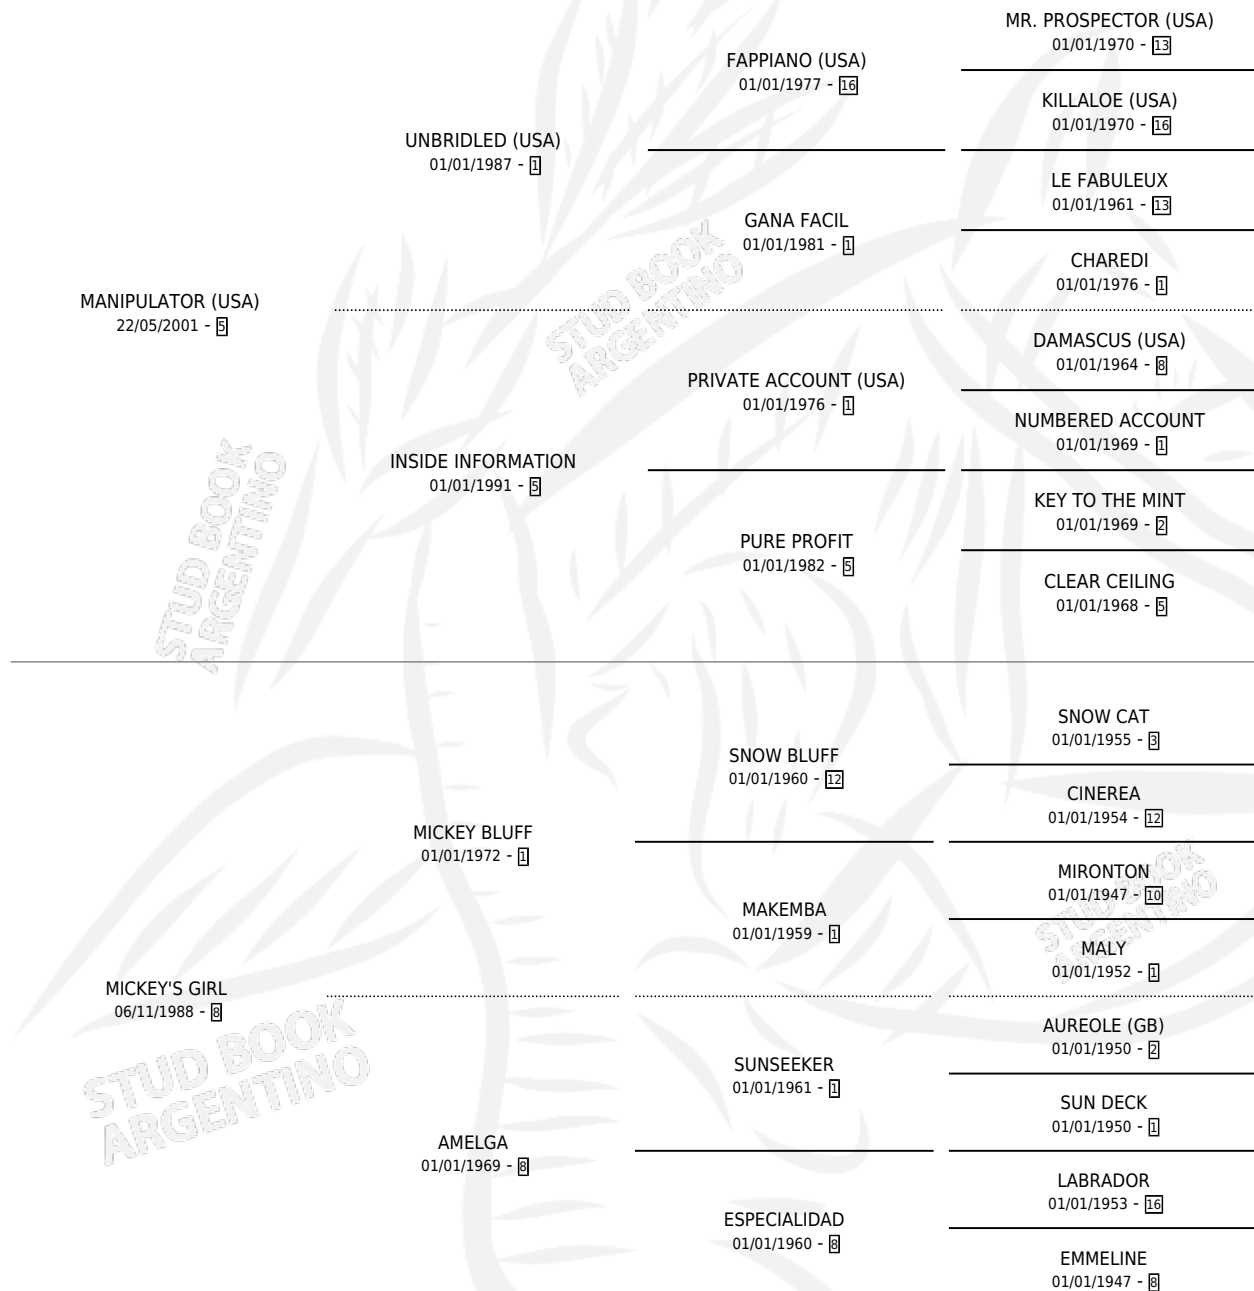 MR. PROSPECTOR (USA)
01/01/1970 - 13
FAPPIANO (USA)
01/01/1977 - 16
KILLALOE (USA)
01/01/1970 - 16
UNBRIDLED (USA)
01/01/1987 - 1
LE FABULEUX
01/01/1961 - 13
GANA FACIL
01/01/1981 - 1
CHAREDI
01/01/1976 - 1
MANIPULATOR (USA)
22/05/2001 - 5
DAMASCUS (USA)
01/01/1964 - 8
PRIVATE ACCOUNT (USA)
01/01/1976 - 1
NUMBERED ACCOUNT
01/01/1969 - 1
INSIDE INFORMATION
01/01/1991 - 5
KEY TO THE MINT
01/01/1969 - 2
PURE PROFIT
01/01/1982 - 5
CLEAR CEILING
01/01/1968 - 5
SNOW CAT
01/01/1955 - 3
SNOW BLUFF
01/01/1960 - 12
CINEREA
01/01/1954 - 12
MICKEY BLUFF
01/01/1972 - 1
MIRONTON
01/01/1947 - 10
MAKEMBA
01/01/1959 - 1
MALY
01/01/1952 - 1
MICKEY'S GIRL
06/11/1988 - 8
AUREOLE (GB)
01/01/1950 - 2
SUNSEEKER
01/01/1961 - 1
SUN DECK
01/01/1950 - 1
AMELGA
01/01/1969 - 8
LABRADOR
01/01/1953 - 16
ESPECIALIDAD
01/01/1960 - 8
EMMELINE
01/01/1947 - 8
STUD BOOK
ARGENTINO
STUD BOOK
ARGENTINO
STUD BOOK
ARGENTINO
STUD BOOK
ARGENTINO